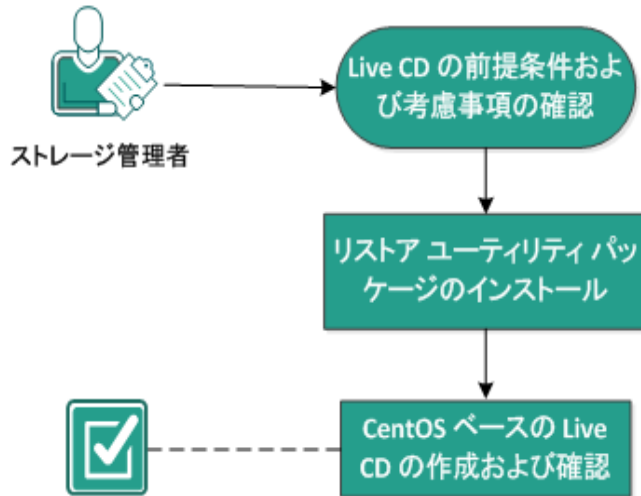 ストレージ管理者
Live CD の前提条件およ
び考慮事項の確認
リストア ユーティリティ パッ
ケージのインストール
CentOS ベースの Live
CD の作成および確認